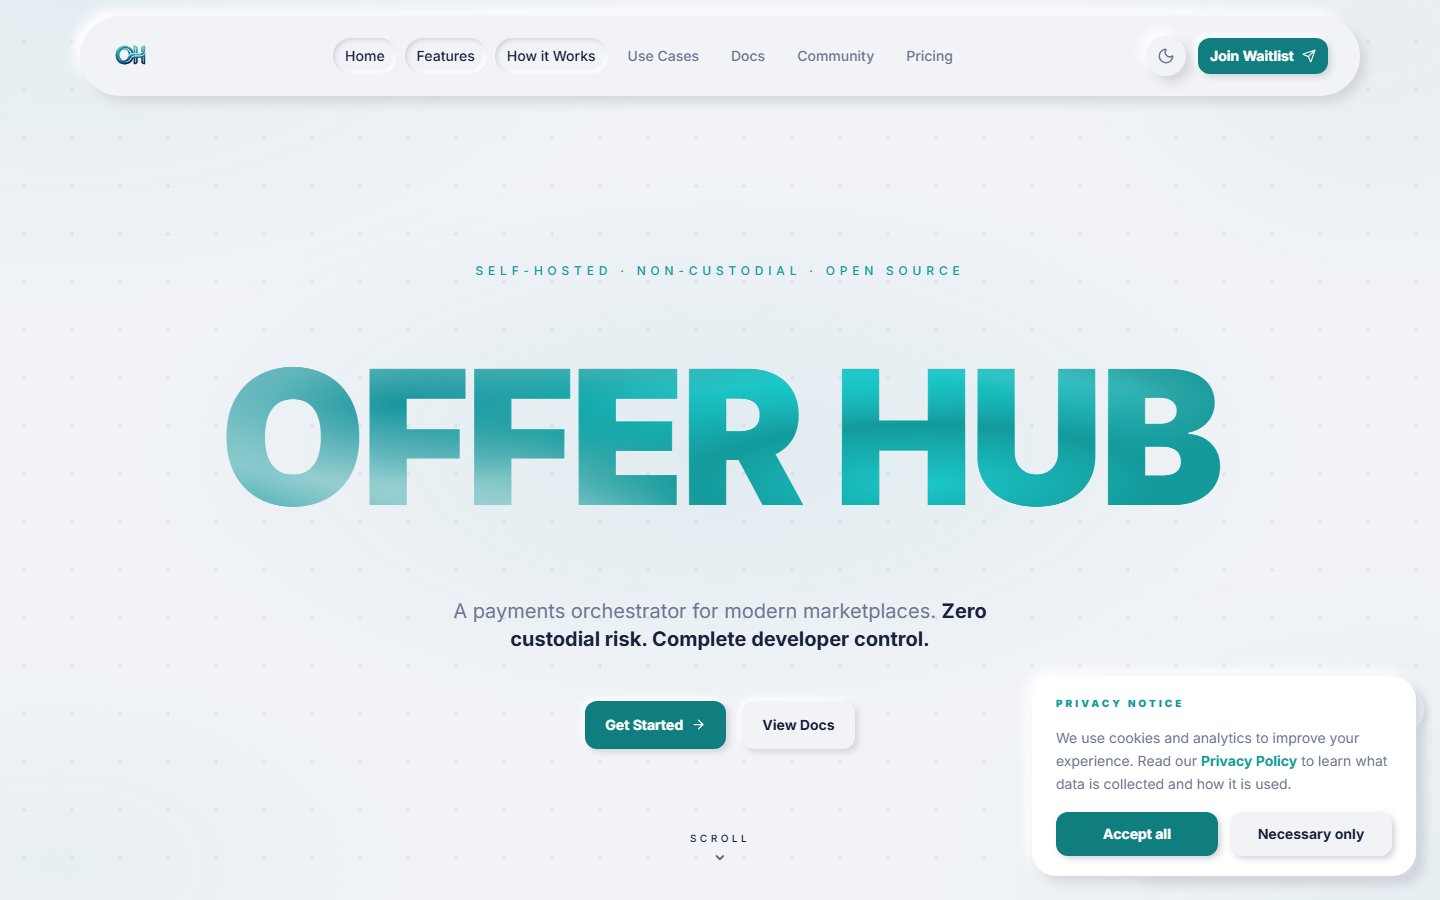 OH
Home
Features
How it Works
Use Cases
Docs
Community
Pricing
Join Waitlist
SELF-HOSTED · NON-CUSTODIAL · OPEN SOURCE
OFFER HUB
A payments orchestrator for modern marketplaces. Zero
custodial risk. Complete developer control.
Get Started
View Docs
SCROLL
PRIVACY NOTICE
We use cookies and analytics to improve your
experience. Read our Privacy Policy to learn what
data is collected and how it is used.
Accept all
Necessary only